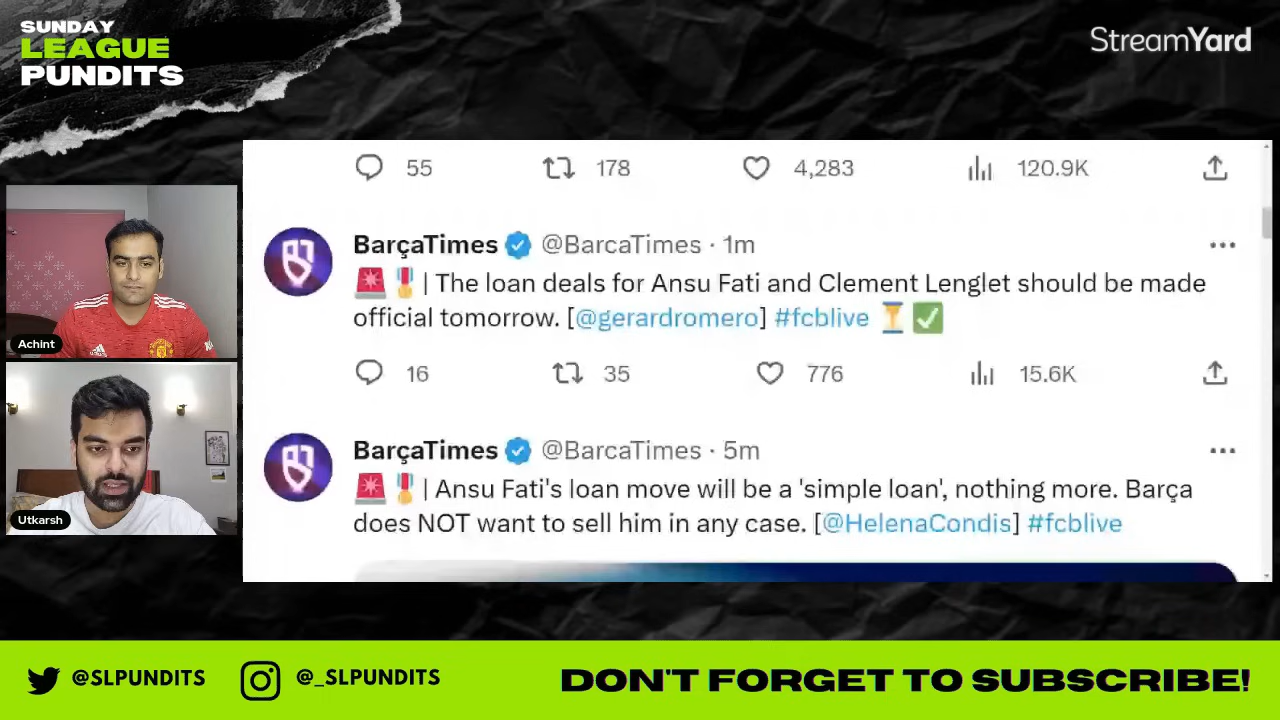 SUNDAY
LEAGUE
PUNDITS
StreamYard
55 178 4,283 120.9K
BarçaTimes @BarcaTimes · 1m
| The loan deals for Ansu Fati and Clement Lenglet should be made
official tomorrow. [@gerardromero] #fcblive
16 35 776 15.6K
BarçaTimes @BarcaTimes · 5m
| Ansu Fati's loan move will be a 'simple loan', nothing more. Barça
does NOT want to sell him in any case. [@HelenaCondis] #fcblive
Achint
Utkarsh
@SLPUNDITS
@_SLPUNDITS
DON'T FORGET TO SUBSCRIBE!